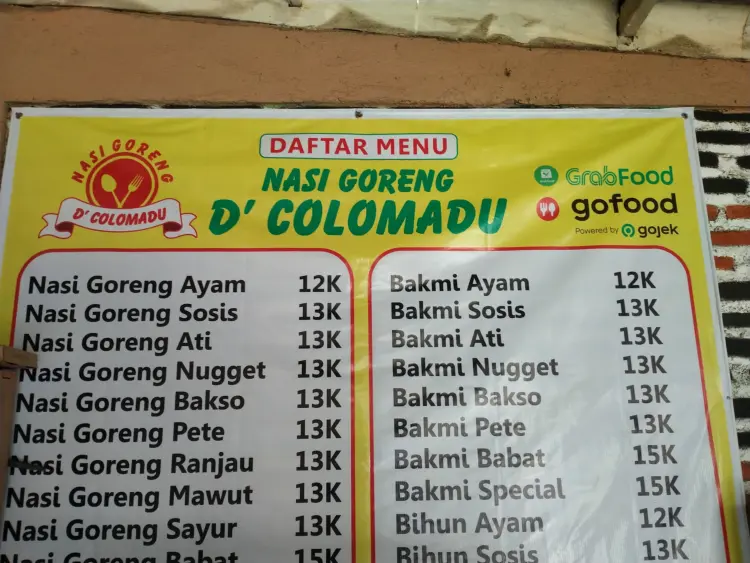 NASI GORENG
D' COLOMADU
DAFTAR MENU
NASI GORENG
D' COLOMADU
GrabFood
gofood
Powered by gojek
Nasi Goreng Ayam 12K
Nasi Goreng Sosis 13K
Nasi Goreng Ati 13K
Nasi Goreng Nugget 13K
Nasi Goreng Bakso 13K
Nasi Goreng Pete 13K
Nasi Goreng Ranjau 13K
Nasi Goreng Mawut 13K
Nasi Goreng Sayur 13K
Nasi Goreng Babat 15K
Bakmi Ayam 12K
Bakmi Sosis 13K
Bakmi Ati 13K
Bakmi Nugget 13K
Bakmi Bakso 13K
Bakmi Pete 13K
Bakmi Babat 15K
Bakmi Special 15K
Bihun Ayam 12K
Bihun Sosis 13K